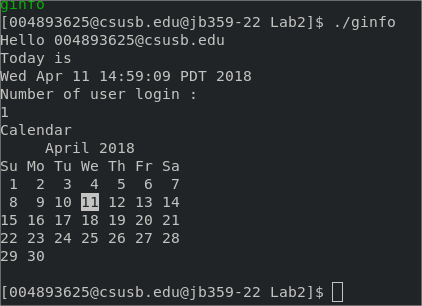 ginfo
[004893625@csusb.edu@jb359-22 Lab2]$ ./ginfo
Hello 004893625@csusb.edu
Today is
Wed Apr 11 14:59:09 PDT 2018
Number of user login :
1
Calendar
     April 2018
Su Mo Tu We Th Fr Sa
 1  2  3  4  5  6  7
 8  9 10 11 12 13 14
15 16 17 18 19 20 21
22 23 24 25 26 27 28
29 30
[004893625@csusb.edu@jb359-22 Lab2]$